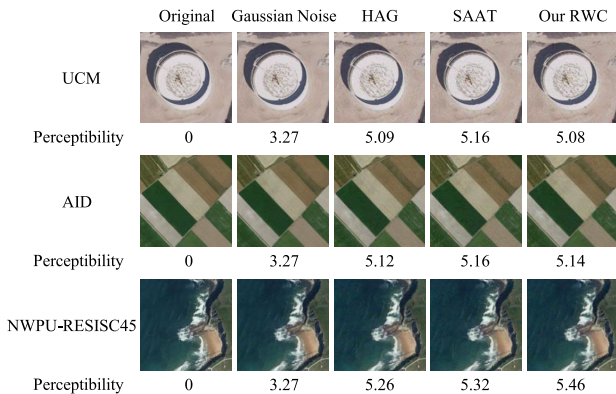 Original Gaussian Noise HAG SAAT Our RWC
UCM
Perceptibility 0 3.27 5.09 5.16 5.08
AID
Perceptibility 0 3.27 5.12 5.16 5.14
NWPU-RESISC45
Perceptibility 0 3.27 5.26 5.32 5.46